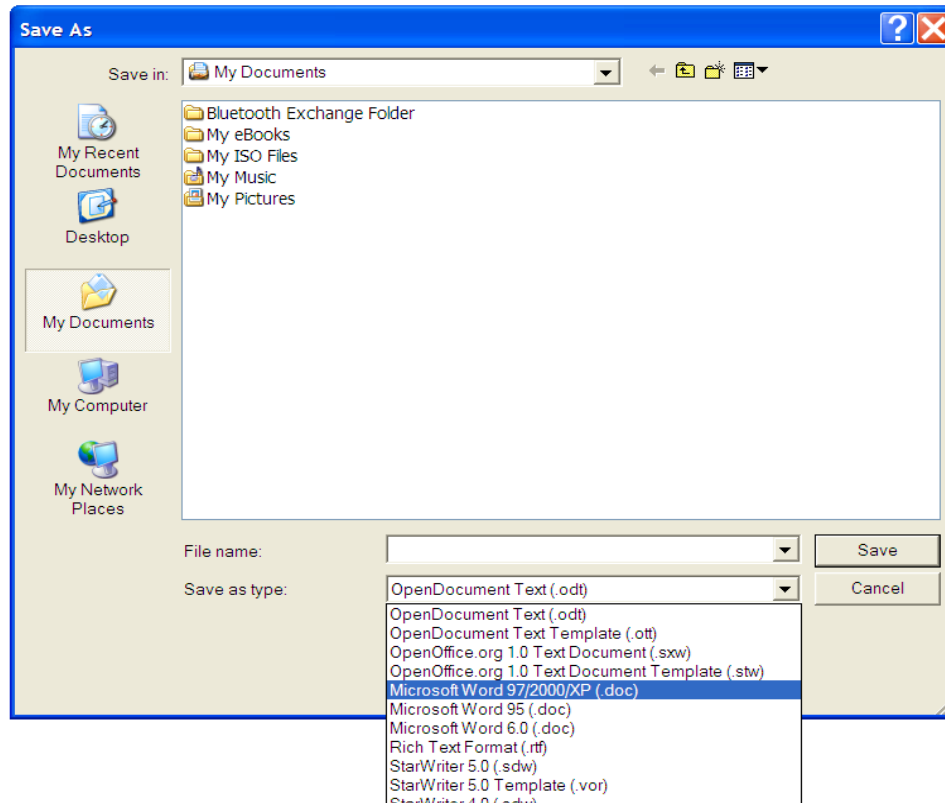 Save As
Save in:
My Documents
Bluetooth Exchange Folder
My eBooks
My ISO Files
My Music
My Pictures
My Recent
Documents
Desktop
My Documents
My Computer
My Network
Places
File name:
Save
Save as type:
OpenDocument Text (.odt)
Cancel
OpenDocument Text (.odt)
OpenDocument Text Template (.ott)
OpenOffice.org 1.0 Text Document (.sxw)
OpenOffice.org 1.0 Text Document Template (.stw)
Microsoft Word 97/2000/XP (.doc)
Microsoft Word 95 (.doc)
Microsoft Word 6.0 (.doc)
Rich Text Format (.rtf)
StarWriter 5.0 (.sdw)
StarWriter 5.0 Template (.vor)
StarWriter 4.0 (.sdw)